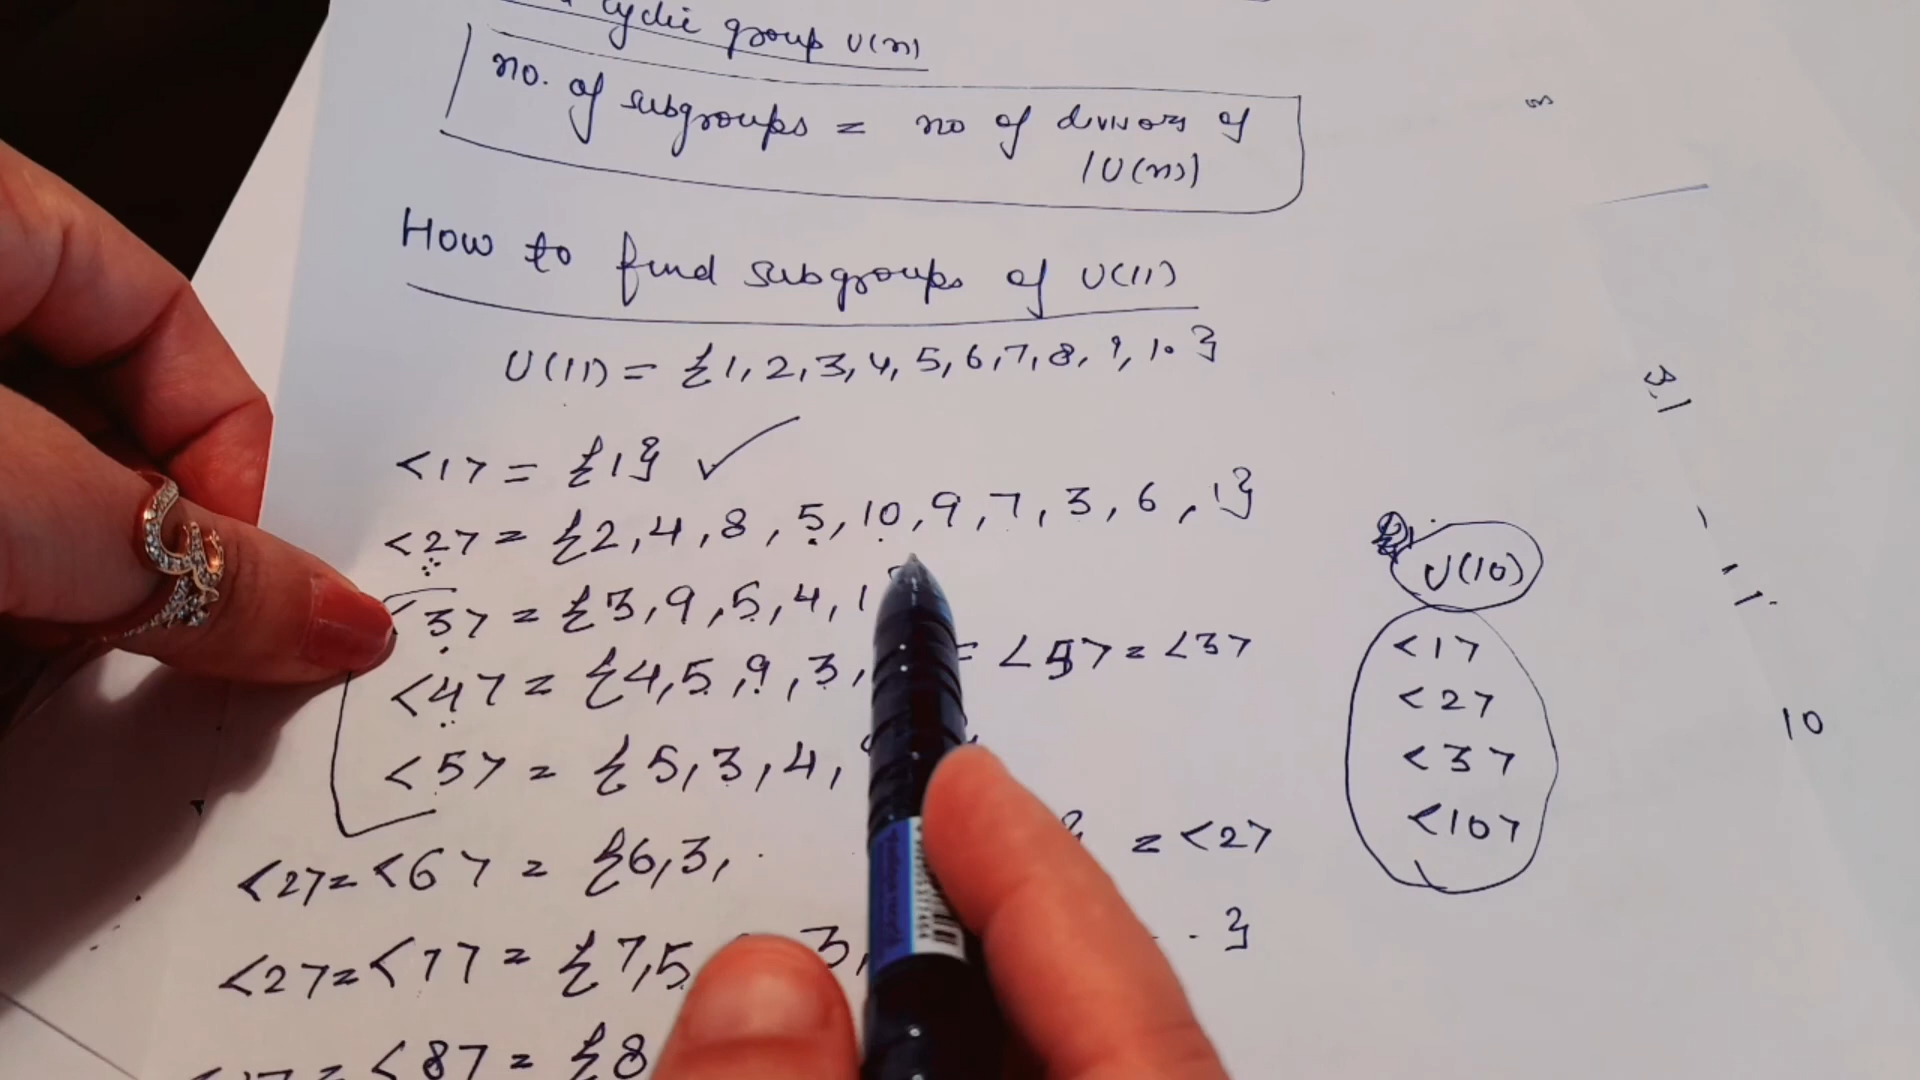 cyclic group U(n)
no. of subgroups = no of divisors of
|U(n)|
How to find subgroups of U(11)
U(11) = {1, 2, 3, 4, 5, 6, 7, 8, 9, 10}
<1> = {1} ✓
<2> = {2, 4, 8, 5, 10, 9, 7, 3, 6, 1}
<3> = {3, 9, 5, 4, 1
<4> = {4, 5, 9, 3, = <5> = <3>
<5> = {5, 3, 4,
<2> = <6> = {6, 3, } = <2>
<2> = <7> = {7, 5 3, . . }
<8> = {8
U(10)
<1>
<2>
<3>
<10>
10